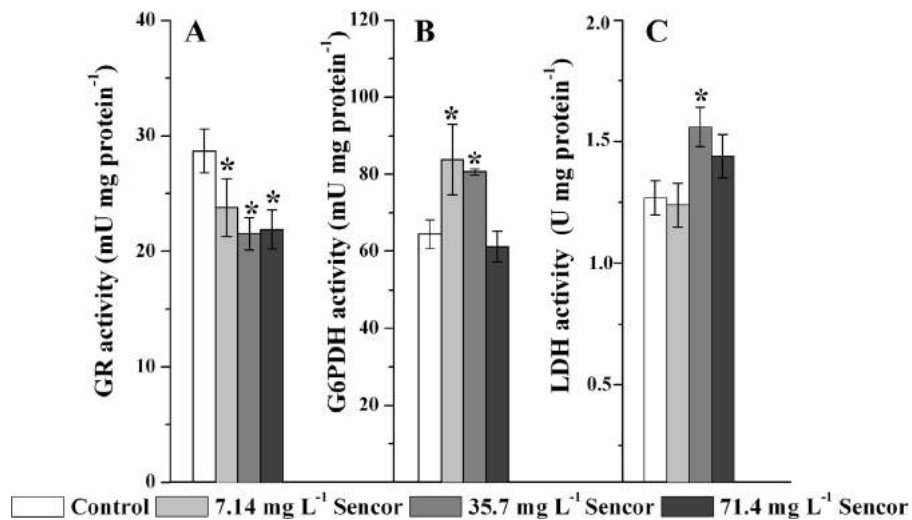 A
GR activity (mU mg protein⁻¹)
40
30
20
10
0
B
G6PDH activity (mU mg protein⁻¹)
120
100
80
60
40
20
C
LDH activity (U mg protein⁻¹)
2.0
1.5
1.0
0.5
*
*
*
*
*
*
Control
7.14 mg L⁻¹ Sencor
35.7 mg L⁻¹ Sencor
71.4 mg L⁻¹ Sencor